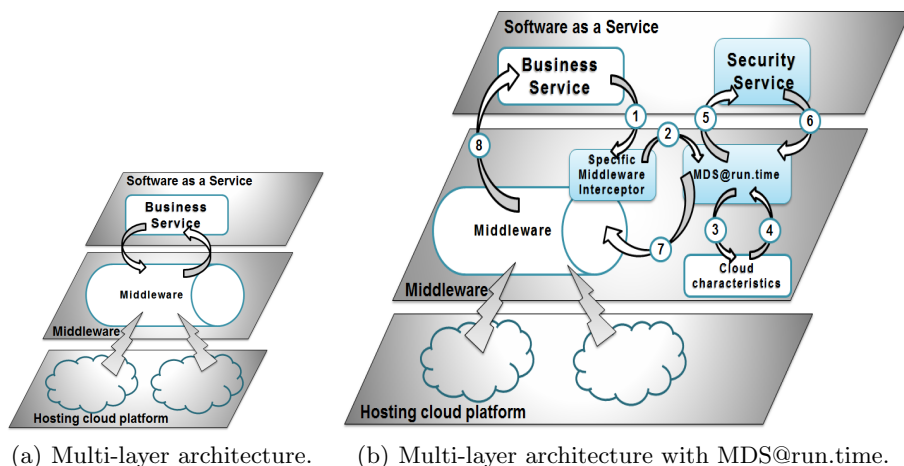 Software as a Service
Business
Service
Middleware
Middleware
Hosting cloud platform
(a) Multi-layer architecture.
Software as a Service
Business
Service
Security
Service
1
2
5
6
8
Specific
Middleware
Interceptor
MDS@run.time
Middleware
3
4
7
Cloud
characteristics
Middleware
Hosting cloud platform
(b) Multi-layer architecture with MDS@run.time.